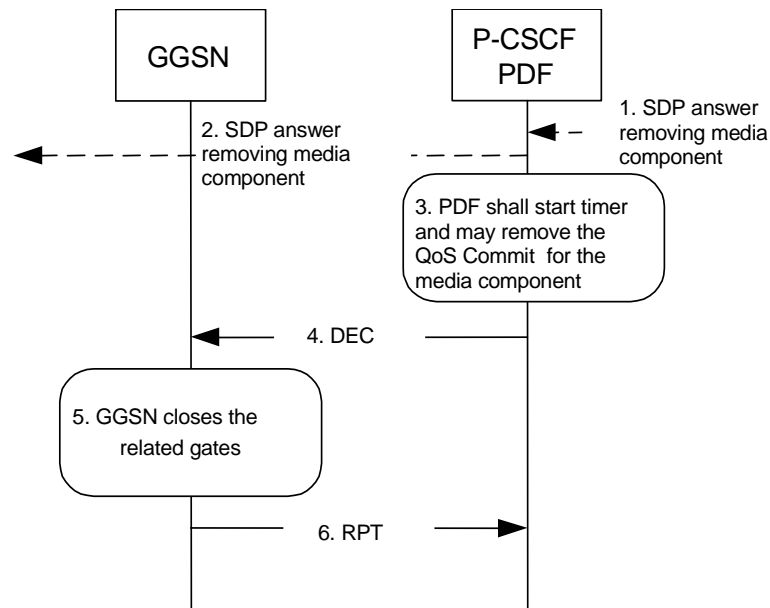 GGSN
P-CSCF
PDF
1. SDP answer
removing media
component
2. SDP answer
removing media
component
3. PDF shall start timer
and may remove the
QoS Commit for the
media component
4. DEC
5. GGSN closes the
related gates
6. RPT